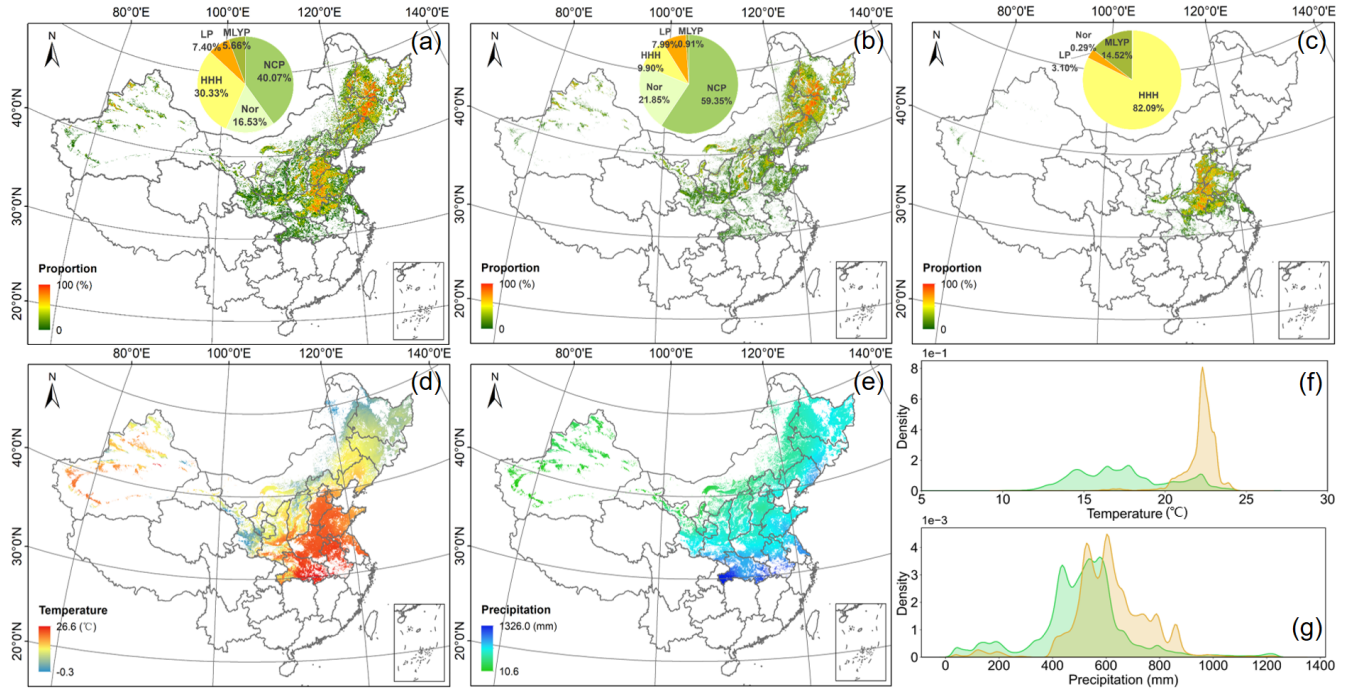 80°E 100°E 120°E 140°E
(a)
N
LP
7.40%
MLYP
5.66%
NCP
40.07%
HHH
30.33%
Nor
16.53%
40°N
30°N
20°N
Proportion
100 (%)
0
80°E 100°E 120°E 140°E
(b)
N
LP
7.99%
MLYP
0.91%
HHH
9.90%
Nor
21.85%
NCP
59.35%
40°N
30°N
20°N
Proportion
100 (%)
0
80°E 100°E 120°E 140°E
(c)
N
Nor
0.29%
MLYP
14.52%
LP
3.10%
HHH
82.09%
40°N
30°N
20°N
Proportion
100 (%)
0
80°E 100°E 120°E 140°E
(d)
N
40°N
30°N
20°N
Temperature
26.6 (℃)
-0.3
80°E 100°E 120°E 140°E
(e)
N
40°N
30°N
20°N
Precipitation
1326.0 (mm)
10.6
1e−1
(f)
8
6
4
2
0
Density
5 10 15 20 25 30
Temperature (℃)
1e−3
4
3
2
1
0
Density
(g)
0 200 400 600 800 1000 1200 1400
Precipitation (mm)